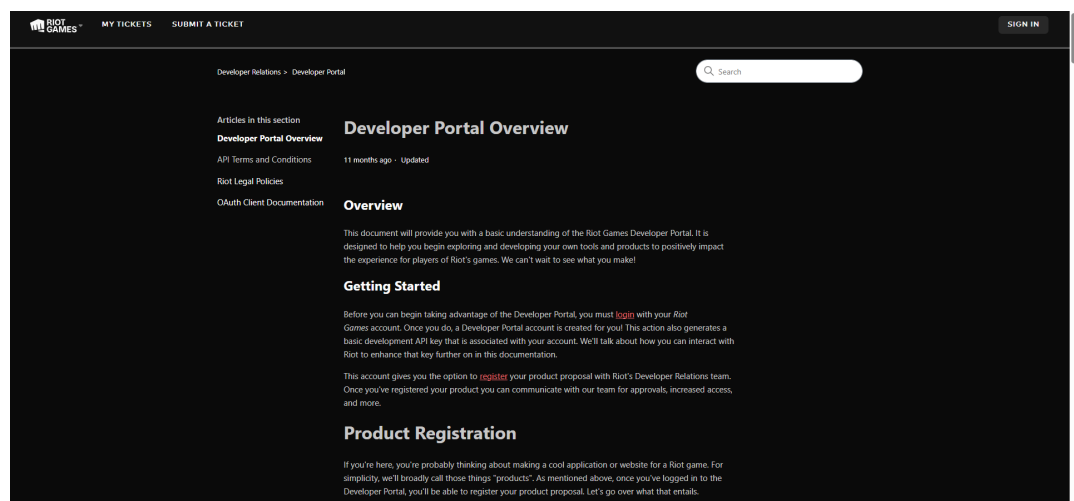 RIOT GAMES MY TICKETS SUBMIT A TICKET SIGN IN
Developer Relations > Developer Portal
Search
Articles in this section
Developer Portal Overview
API Terms and Conditions
Riot Legal Policies
OAuth Client Documentation
Developer Portal Overview
11 months ago · Updated
Overview
This document will provide you with a basic understanding of the Riot Games Developer Portal. It is
designed to help you begin exploring and developing your own tools and products to positively impact
the experience for players of Riot's games. We can't wait to see what you make!
Getting Started
Before you can begin taking advantage of the Developer Portal, you must login with your Riot
Games account. Once you do, a Developer Portal account is created for you! This action also generates a
basic development API key that is associated with your account. We'll talk about how you can interact with
Riot to enhance that key further on in this documentation.
This account gives you the option to register your product proposal with Riot's Developer Relations team.
Once you've registered your product you can communicate with our team for approvals, increased access,
and more.
Product Registration
If you're here, you're probably thinking about making a cool application or website for a Riot game. For
simplicity, we'll broadly call those things "products". As mentioned above, once you've logged in to the
Developer Portal, you'll be able to register your product proposal. Let's go over what that entails.